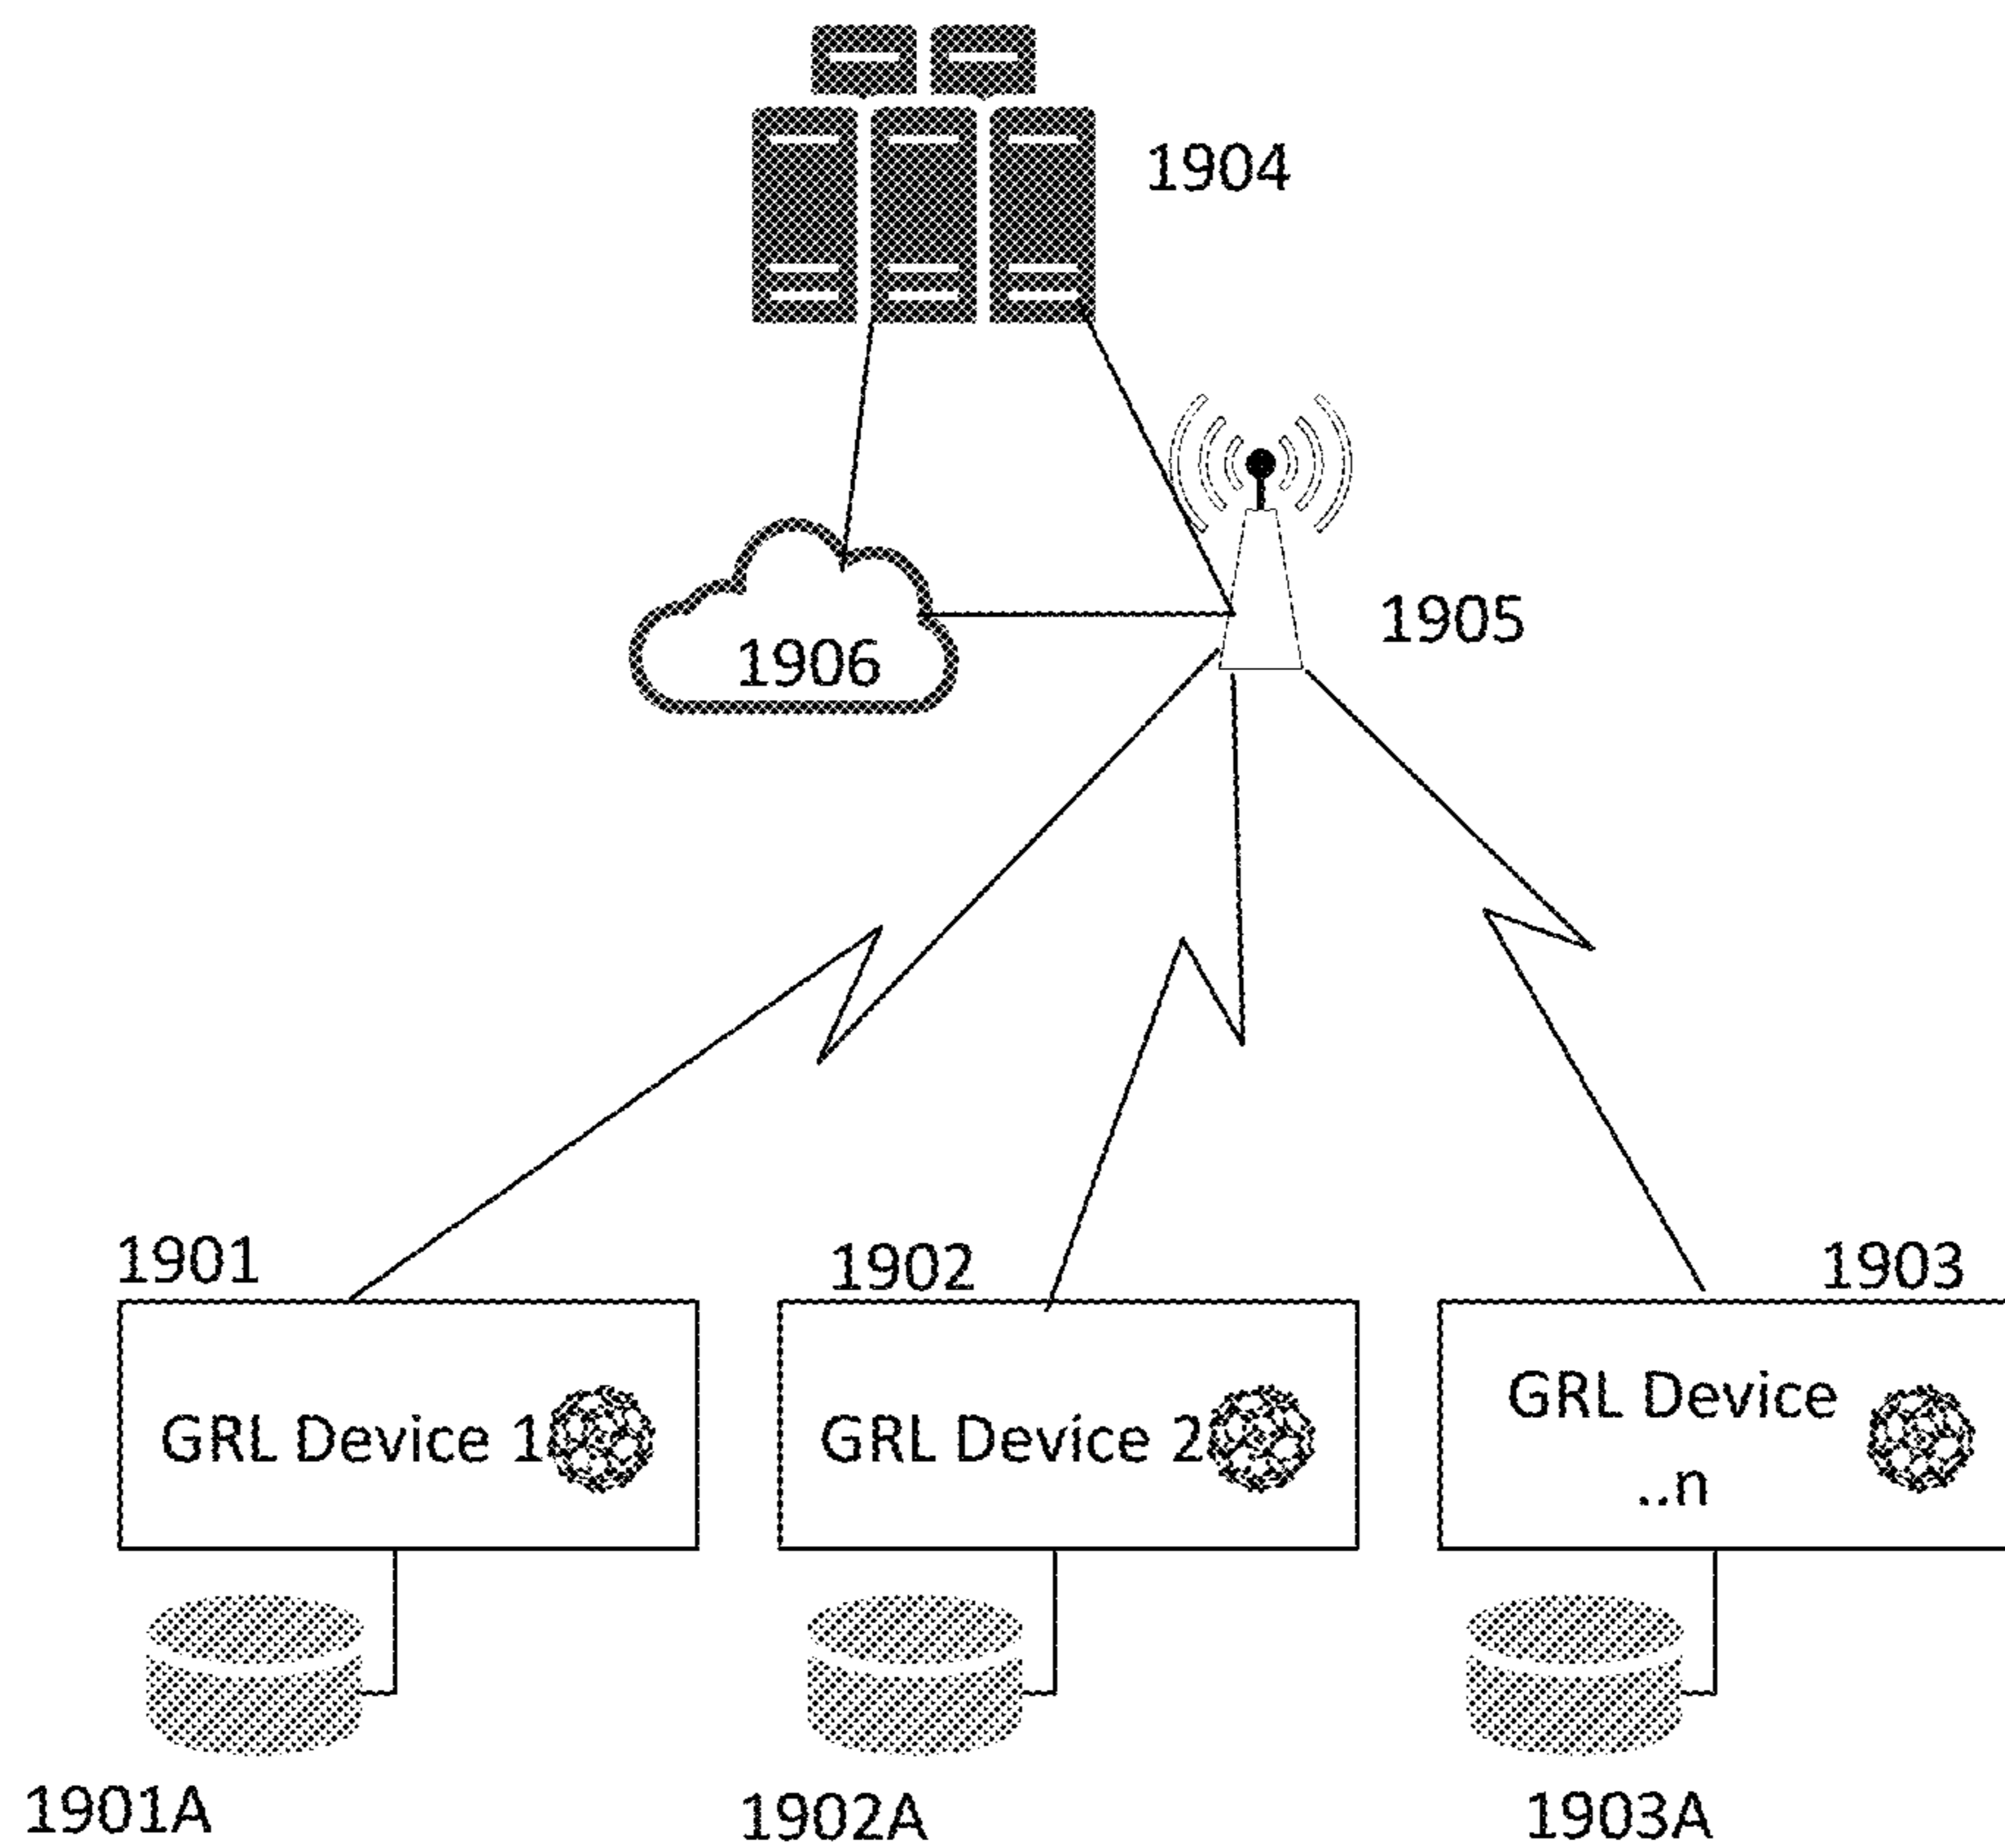 1904
1905
1906
1901
1902
1903
GRL Device 1
GRL Device 2
GRL Device
..n
1901A
1902A
1903A